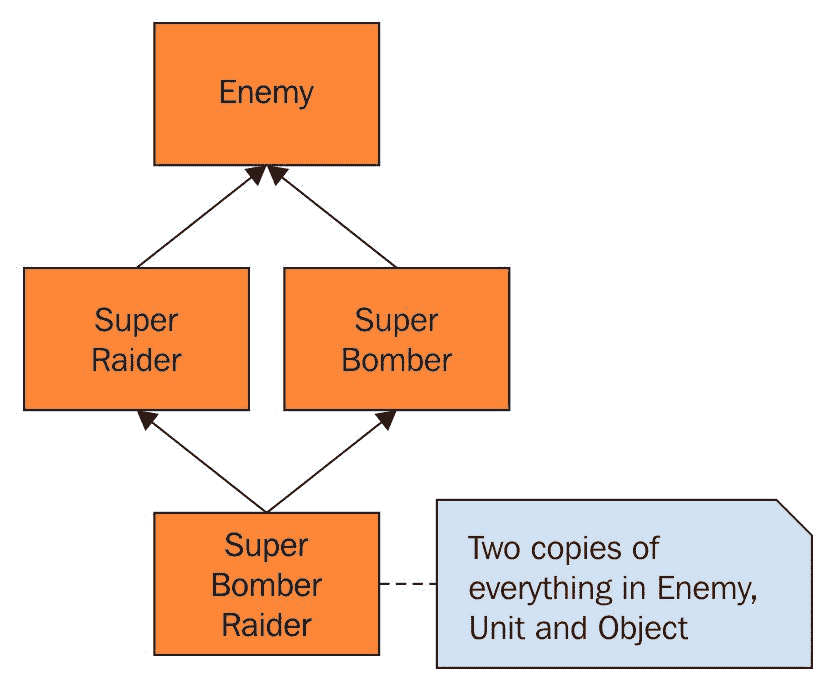 Enemy
Super
Raider
Super
Bomber
Super
Bomber
Raider
Two copies of
everything in Enemy,
Unit and Object